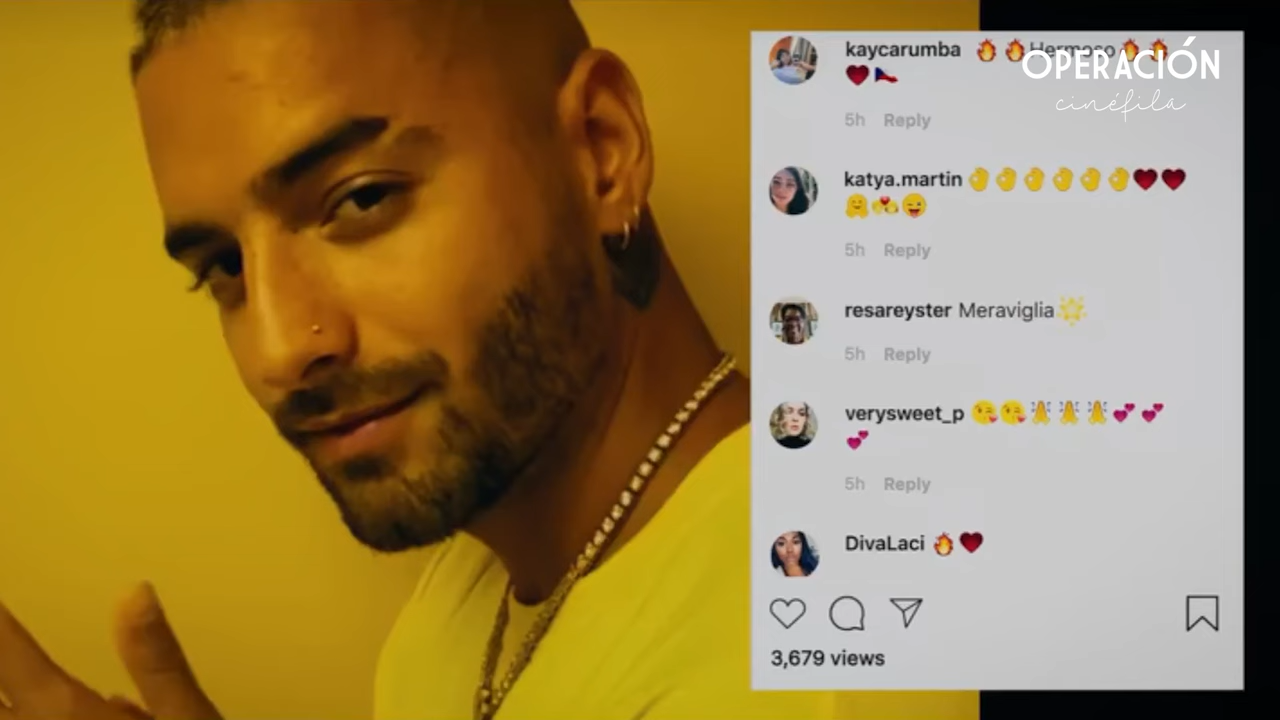 kaycarumba 🔥🔥Hermoso🔥🔥
❤️🇨🇿
OPERACIÓN
cinéfila
5h Reply
katya.martin 👌👌👌👌👌👌❤️❤️
🤗💏😜
5h Reply
resareyster Meraviglia🌟
5h Reply
verysweet_p 😘😘🙏🙏🙏💕💕
💕
5h Reply
DivaLaci 🔥❤️
3,679 views